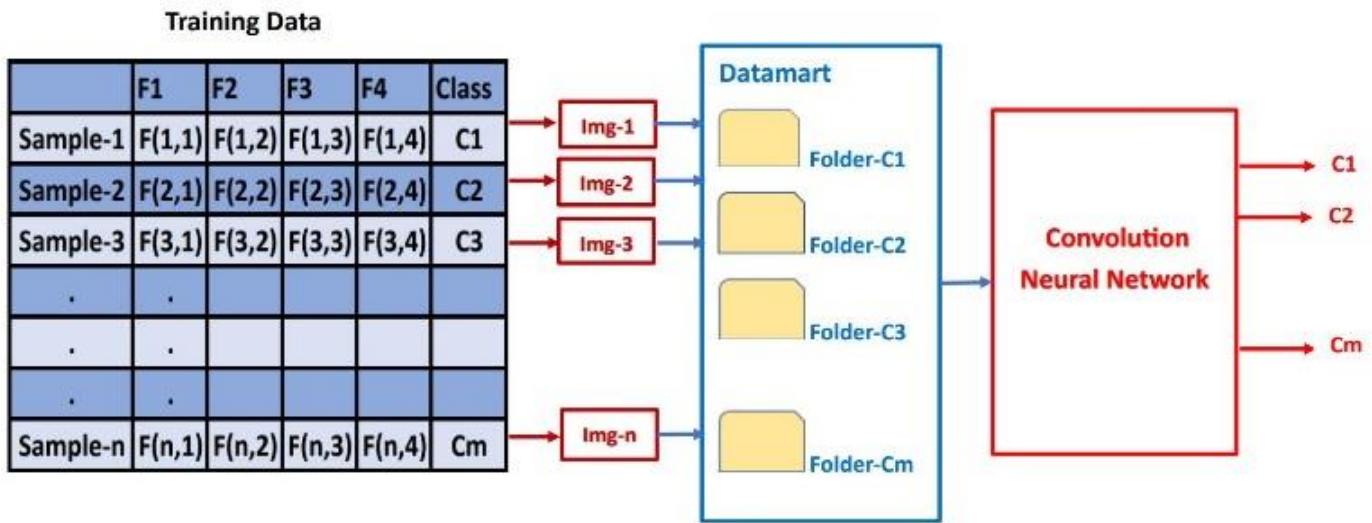 Training Data
F1 F2 F3 F4 Class
Sample-1 F(1,1) F(1,2) F(1,3) F(1,4) C1
Sample-2 F(2,1) F(2,2) F(2,3) F(2,4) C2
Sample-3 F(3,1) F(3,2) F(3,3) F(3,4) C3
. .
. .
. .
Sample-n F(n,1) F(n,2) F(n,3) F(n,4) Cm
Img-1
Img-2
Img-3
Img-n
Datamart
Folder-C1
Folder-C2
Folder-C3
Folder-Cm
Convolution
Neural Network
C1
C2
Cm